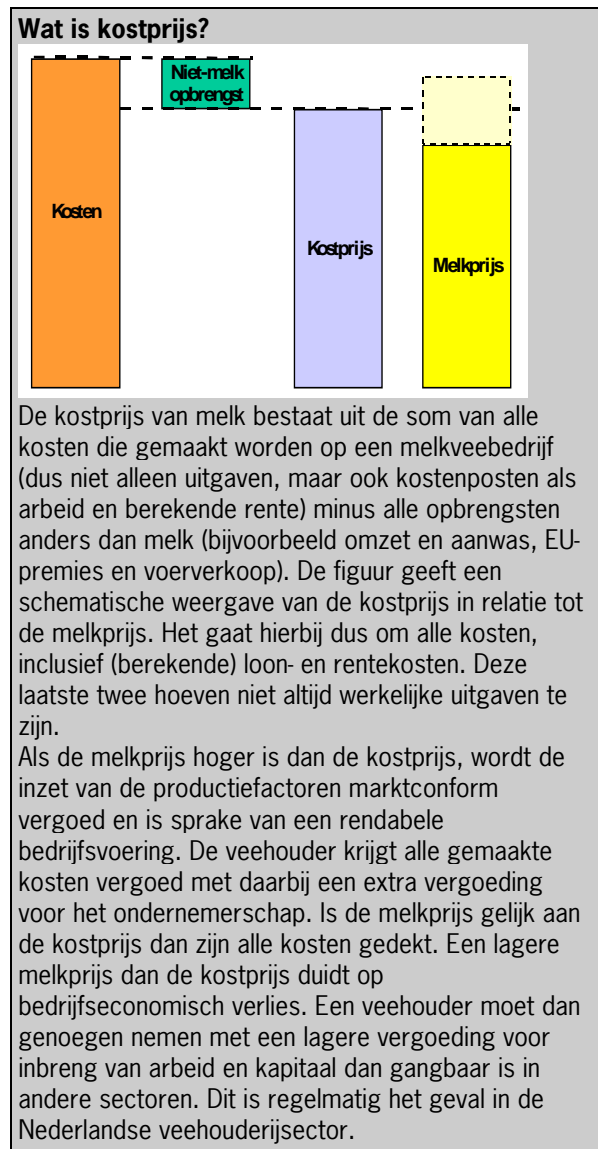 Wat is kostprijs?
Niet-melk
opbrengst
Kosten
Kostprijs
Melkprijs
De kostprijs van melk bestaat uit de som van alle
kosten die gemaakt worden op een melkveebedrijf
(dus niet alleen uitgaven, maar ook kostenposten als
arbeid en berekende rente) minus alle opbrengsten
anders dan melk (bijvoorbeeld omzet en aanwas, EU-
premies en voerverkoop). De figuur geeft een
schematische weergave van de kostprijs in relatie tot
de melkprijs. Het gaat hierbij dus om alle kosten,
inclusief (berekende) loon- en rentekosten. Deze
laatste twee hoeven niet altijd werkelijke uitgaven te
zijn.
Als de melkprijs hoger is dan de kostprijs, wordt de
inzet van de productiefactoren marktconform
vergoed en is sprake van een rendabele
bedrijfsvoering. De veehouder krijgt alle gemaakte
kosten vergoed met daarbij een extra vergoeding
voor het ondernemerschap. Is de melkprijs gelijk aan
de kostprijs dan zijn alle kosten gedekt. Een lagere
melkprijs dan de kostprijs duidt op
bedrijfseconomisch verlies. Een veehouder moet dan
genoegen nemen met een lagere vergoeding voor
inbreng van arbeid en kapitaal dan gangbaar is in
andere sectoren. Dit is regelmatig het geval in de
Nederlandse veehouderijsector.